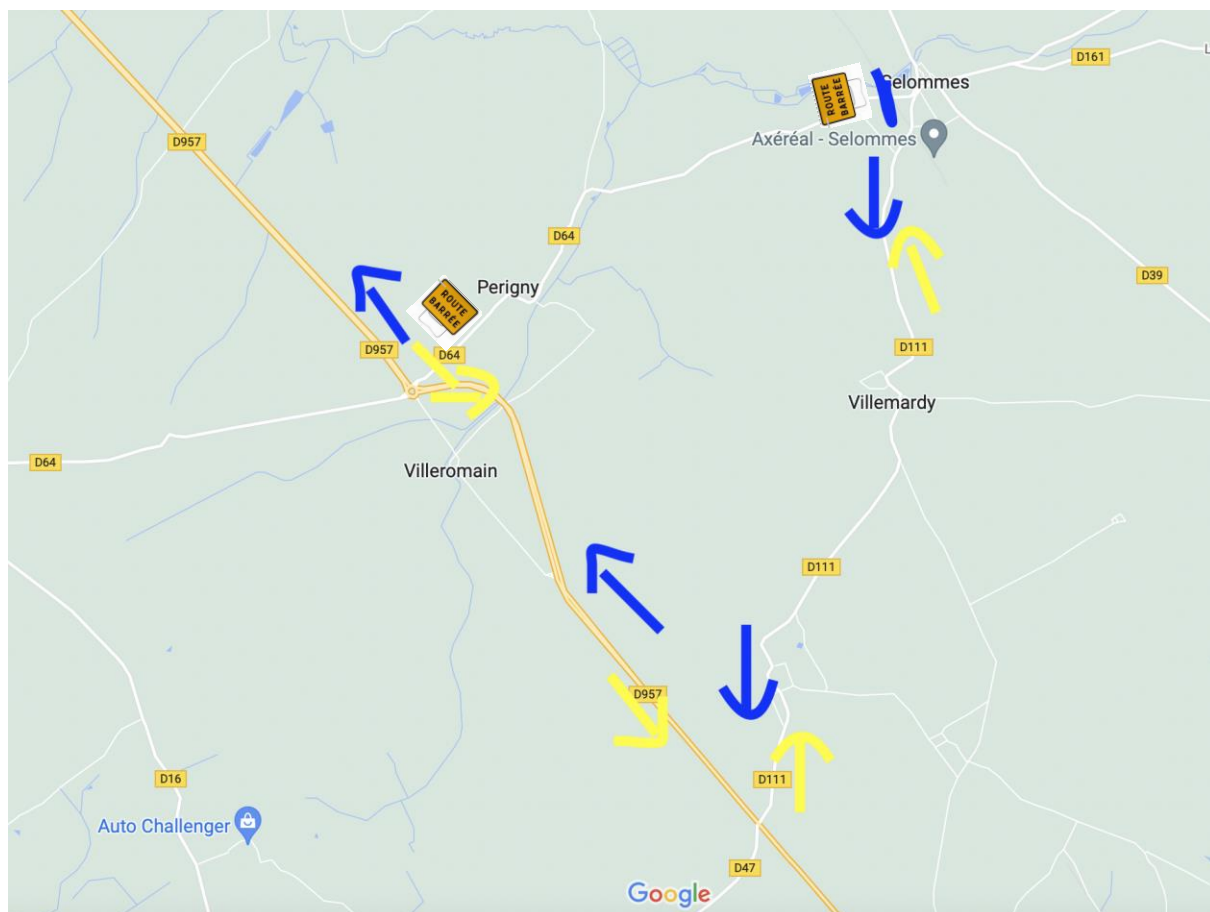 D161
Selommes
ROUTE
BARRÉE
Axéréal - Selommes
D957
D64
D39
Perigny
ROUTE
BARRÉE
D957
D64
D111
Villemardy
D64
Villeromain
D111
D957
D16
D111
Auto Challenger
D47
Google